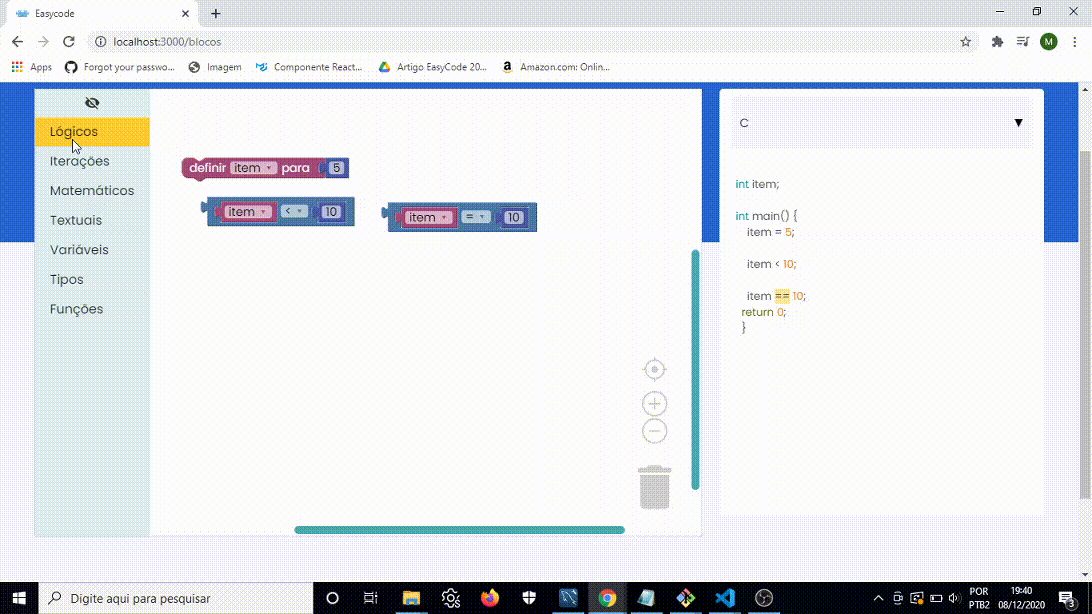 Easycode
localhost:3000/blocos
M
Apps
Forgot your passwo...
Imagem
Componente React...
Artigo EasyCode 20...
Amazon.com: Onlin...
Lógicos
Iterações
Matemáticos
Textuais
Variáveis
Tipos
Funções
definir item para 5
item < 10
item = 10
C
int item;
int main() {
item = 5;
item < 10;
item == 10;
return 0;
}
Digite aqui para pesquisar
POR
PTB2
19:40
08/12/2020
3